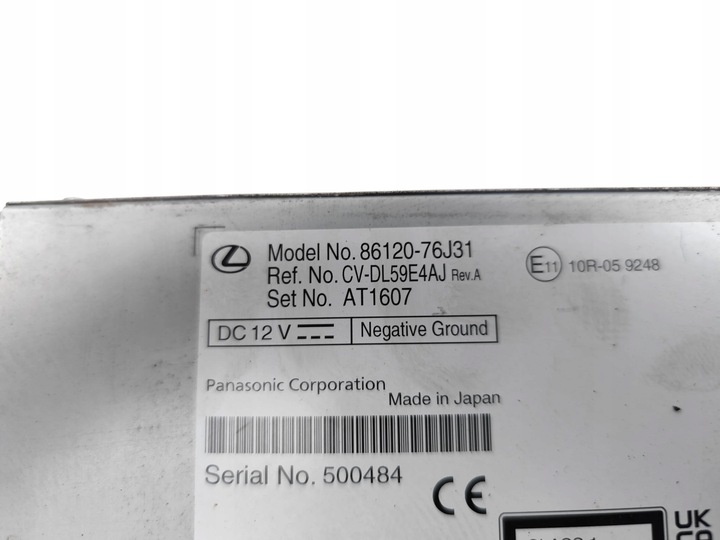 Model No. 86120-76J31
Ref. No. CV-DL59E4AJ Rev.A
Set No. AT1607
E11 10R-05 9248
DC 12 V
Negative Ground
Panasonic Corporation
Made in Japan
Serial No. 500484
CE
UK
CA